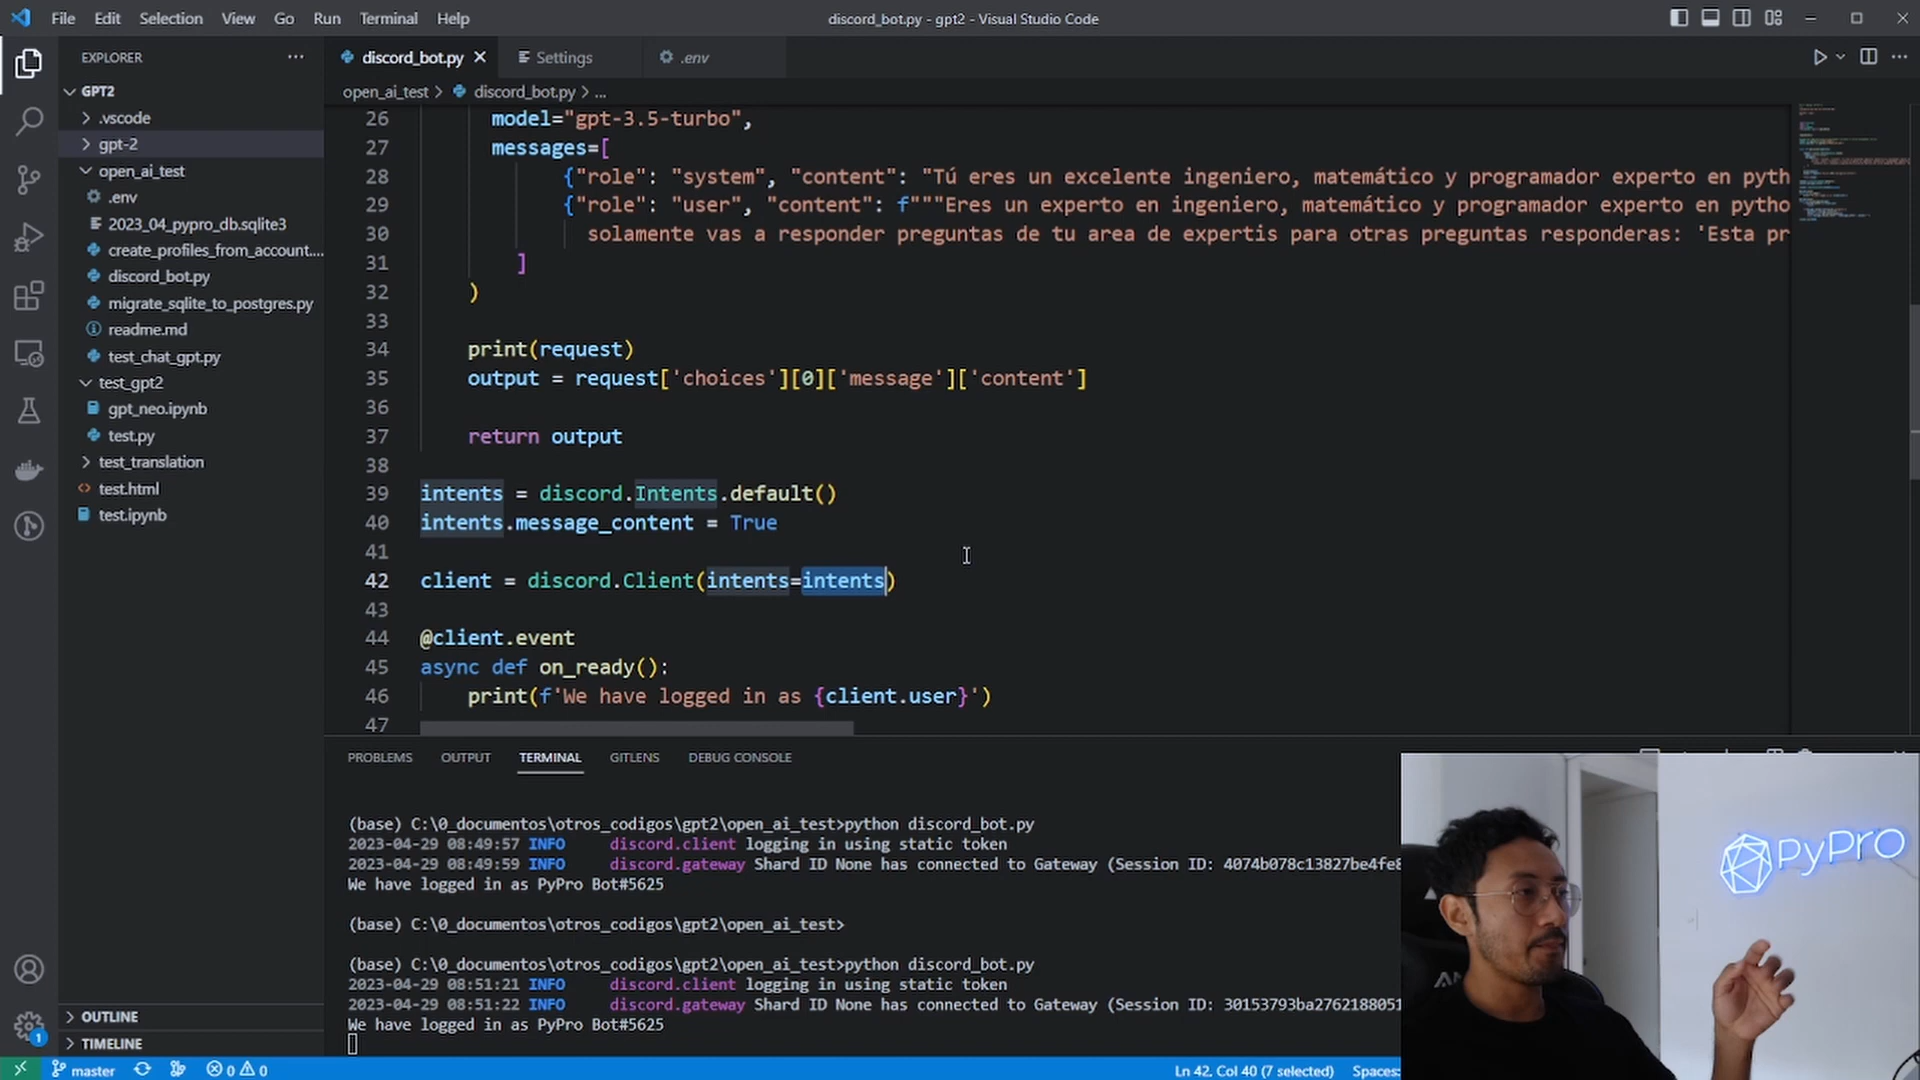 File Edit Selection View Go Run Terminal Help
discord_bot.py - gpt2 - Visual Studio Code
EXPLORER
discord_bot.py
Settings
.env
GPT2
open_ai_test > discord_bot.py > ...
.vscode
gpt-2
open_ai_test
.env
2023_04_pypro_db.sqlite3
create_profiles_from_account....
discord_bot.py
migrate_sqlite_to_postgres.py
readme.md
test_chat_gpt.py
test_gpt2
gpt_neo.ipynb
test.py
test_translation
test.html
test.ipynb
OUTLINE
TIMELINE
26 model="gpt-3.5-turbo",
27 messages=[
28 {"role": "system", "content": "Tú eres un excelente ingeniero, matemático y programador experto en pyth
29 {"role": "user", "content": f"""Eres un experto en ingeniero, matemático y programador experto en pytho
30 solamente vas a responder preguntas de tu area de expertis para otras preguntas responderas: 'Esta pr
31 ]
32 )
33
34 print(request)
35 output = request['choices'][0]['message']['content']
36
37 return output
38
39 intents = discord.Intents.default()
40 intents.message_content = True
41
42 client = discord.Client(intents=intents)
43
44 @client.event
45 async def on_ready():
46 print(f'We have logged in as {client.user}')
47
PROBLEMS OUTPUT TERMINAL GITLENS DEBUG CONSOLE
(base) C:\0_documentos\otros_codigos\gpt2\open_ai_test>python discord_bot.py
2023-04-29 08:49:57 INFO discord.client logging in using static token
2023-04-29 08:49:59 INFO discord.gateway Shard ID None has connected to Gateway (Session ID: 4074b078c13827be4fe8
We have logged in as PyPro Bot#5625
(base) C:\0_documentos\otros_codigos\gpt2\open_ai_test>
(base) C:\0_documentos\otros_codigos\gpt2\open_ai_test>python discord_bot.py
2023-04-29 08:51:21 INFO discord.client logging in using static token
2023-04-29 08:51:22 INFO discord.gateway Shard ID None has connected to Gateway (Session ID: 30153793ba2762188051
We have logged in as PyPro Bot#5625
PyPro
1
master
0 0
Ln 42, Col 40 (7 selected)
Spaces: